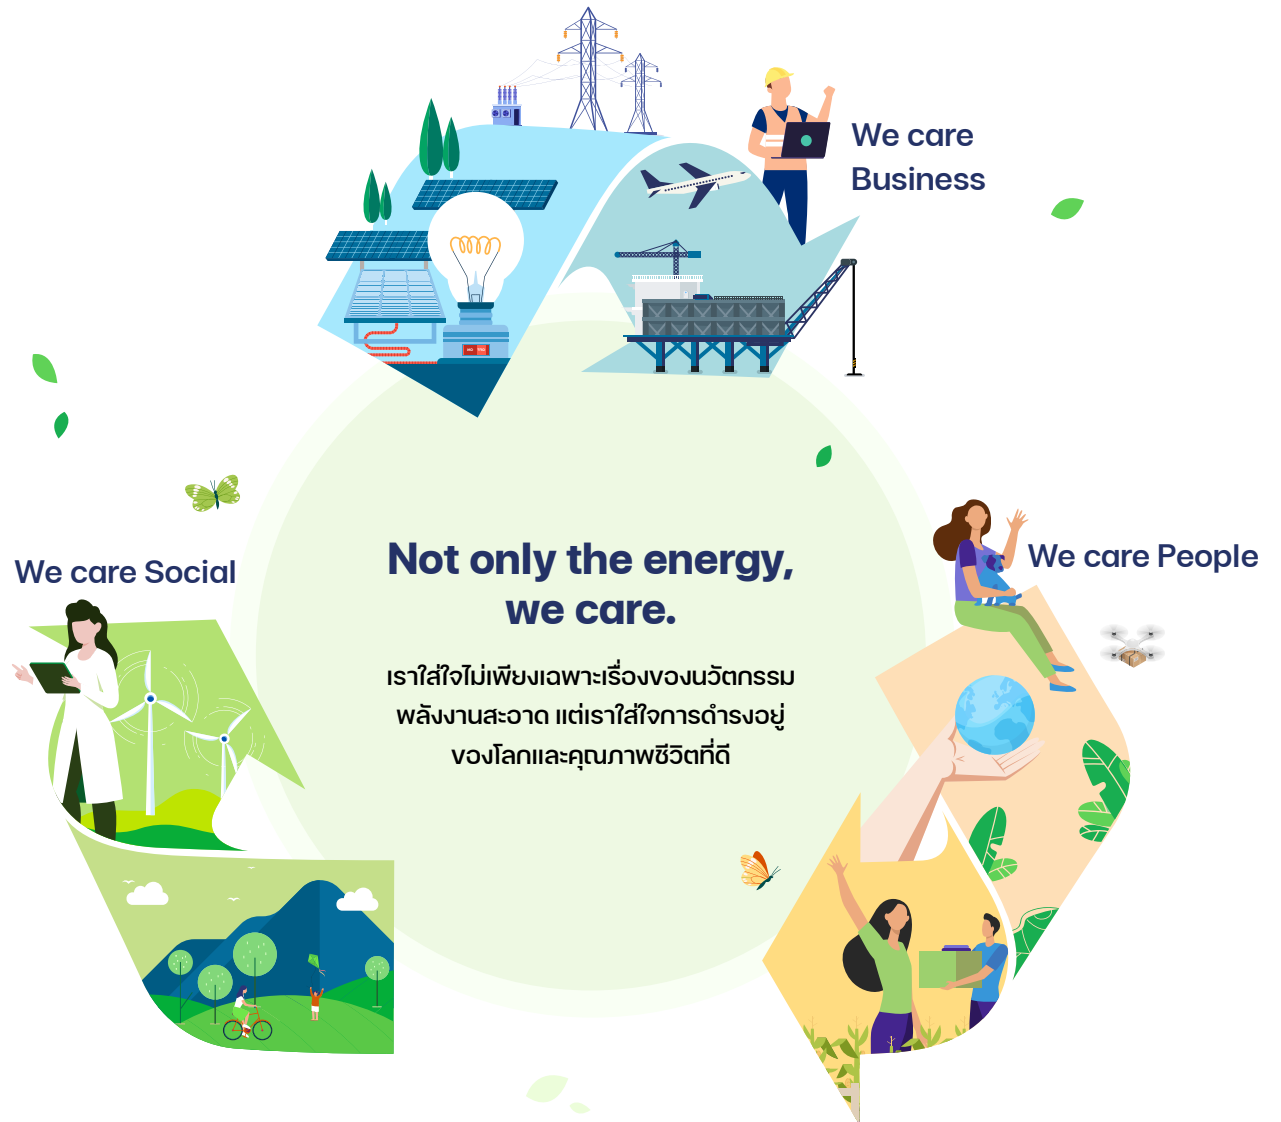 We care
Business
We care People
We care Social
Not only the energy,
we care.
เราใส่ใจไม่เพียงเฉพาะเรื่องของนวัตกรรม
พลังงานสะอาด แต่เราใส่ใจการดำรงอยู่
ของโลกและคุณภาพชีวิตที่ดี